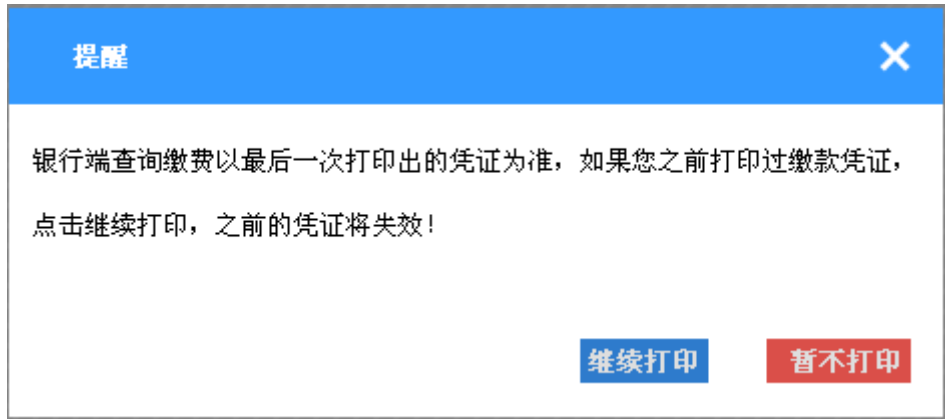 提醒
银行端查询缴费以最后一次打印出的凭证为准，如果您之前打印过缴款凭证，
点击继续打印，之前的凭证将失效！
继续打印 暂不打印